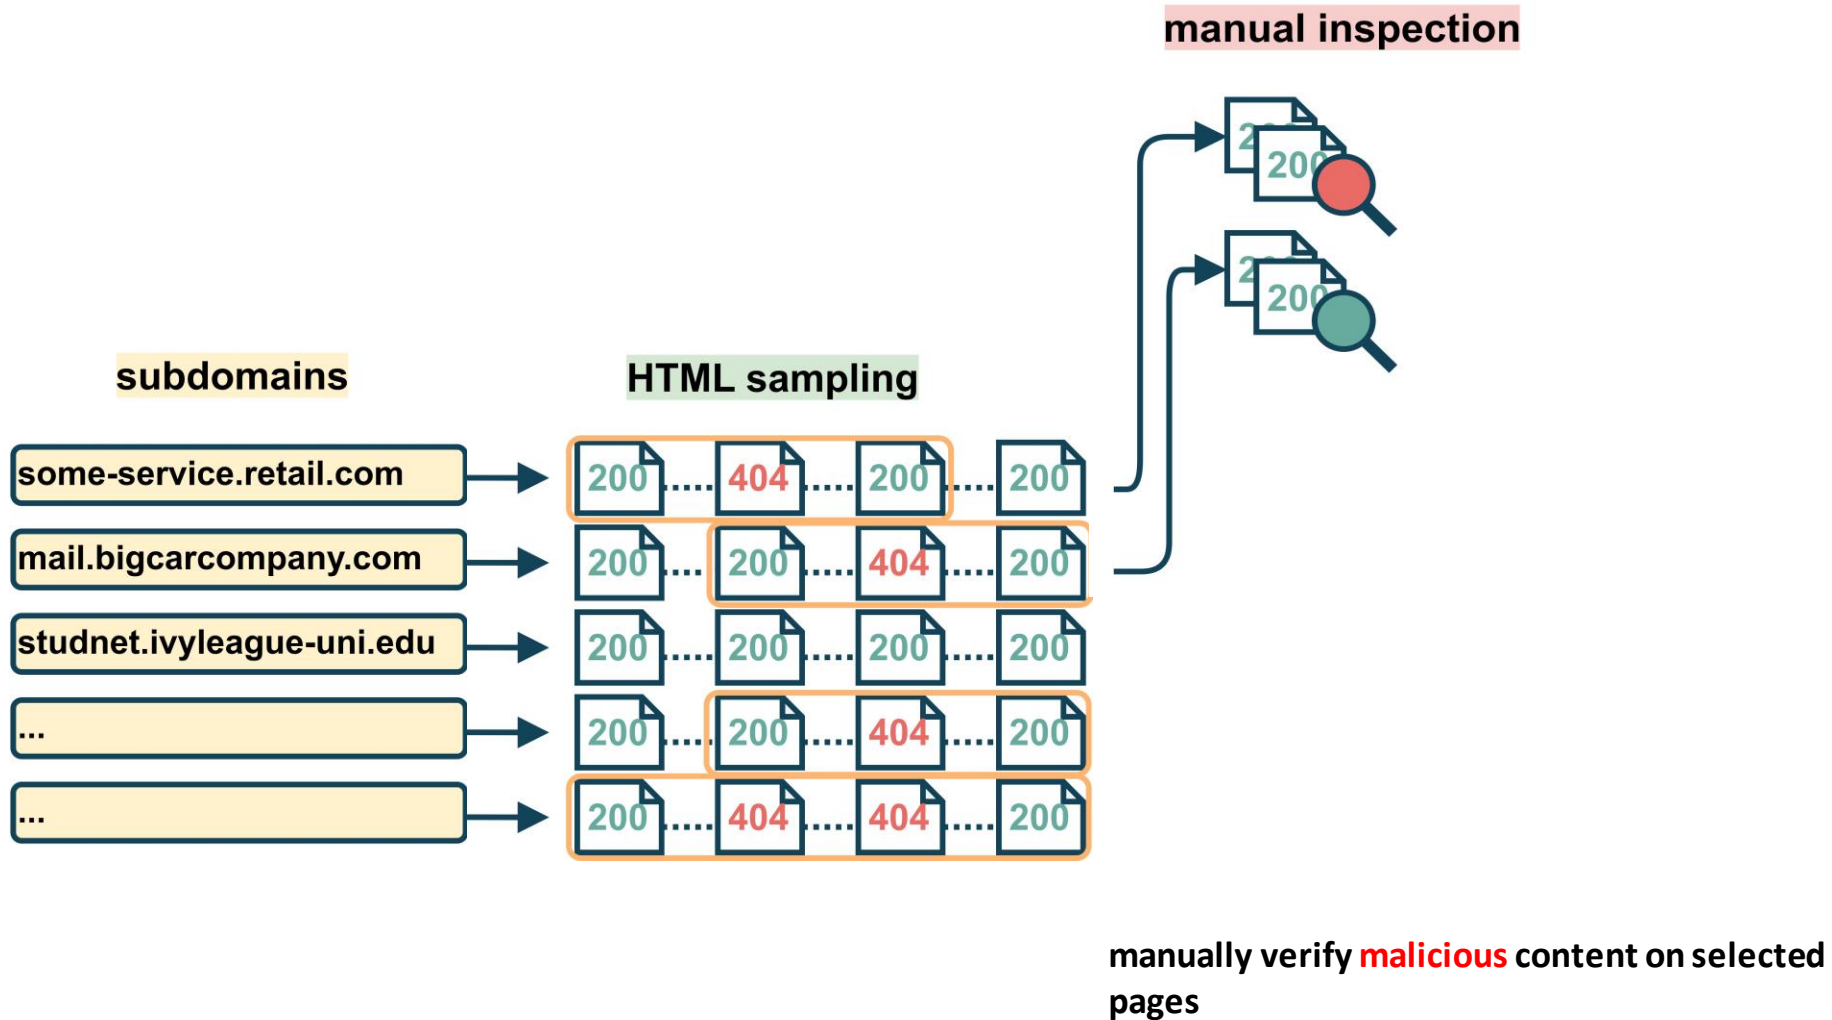 manual inspection
2
200
2
200
subdomains
HTML sampling
some-service.retail.com
200 ..... 404 ..... 200 ..... 200
mail.bigcarcompany.com
200 .... 200 ..... 404 ..... 200
studnet.ivyleague-uni.edu
200 ..... 200 ..... 200 ..... 200
...
200 ..... 200 ..... 404 ..... 200
...
200 ..... 404 ..... 404 ..... 200
manually verify malicious content on selected
pages